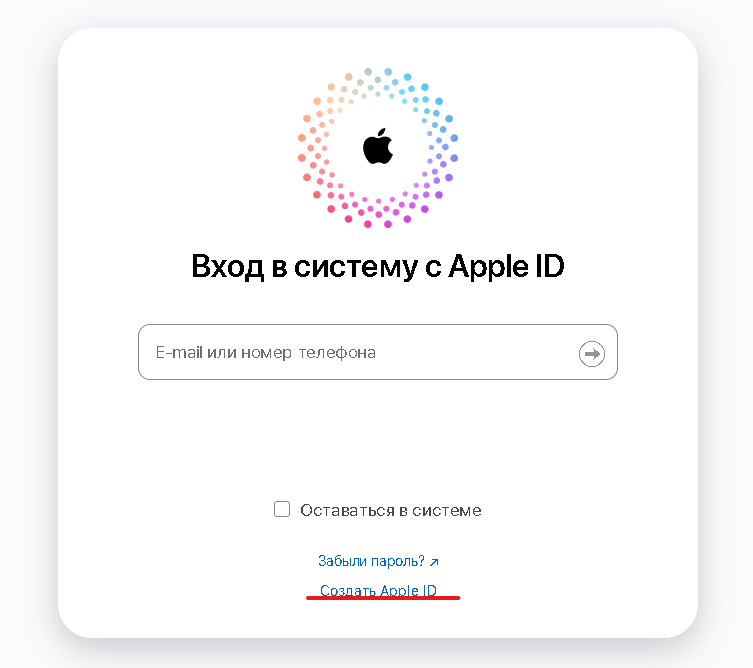 Вход в систему с Apple ID
E-mail или номер телефона
Оставаться в системе
Забыли пароль? ↗
Создать Apple ID